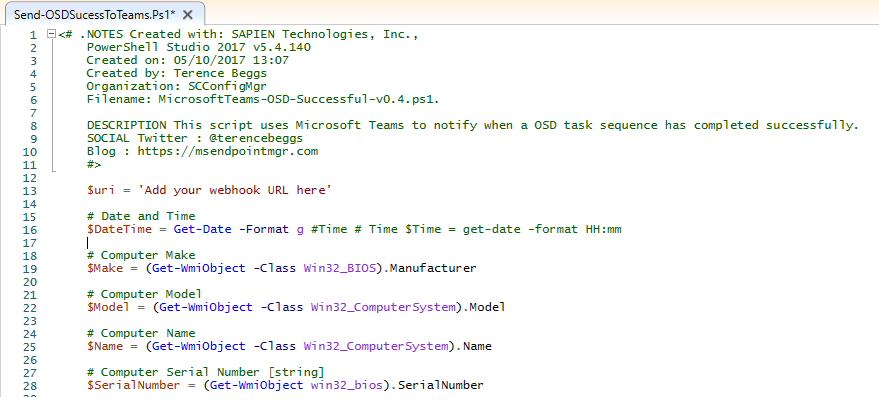 Send-OSDSucessToTeams.Ps1*
1 <# .NOTES Created with: SAPIEN Technologies, Inc.,
2 PowerShell Studio 2017 v5.4.140
3 Created on: 05/10/2017 13:07
4 Created by: Terence Beggs
5 Organization: SCConfigMgr
6 Filename: MicrosoftTeams-OSD-Successful-v0.4.ps1.
7
8 DESCRIPTION This script uses Microsoft Teams to notify when a OSD task sequence has completed successfully.
9 SOCIAL Twitter : @terencebeggs
10 Blog : https://msendpointmgr.com
11 #>
12
13 $uri = 'Add your webhook URL here'
14
15 # Date and Time
16 $DateTime = Get-Date -Format g #Time # Time $Time = get-date -format HH:mm
17
18 # Computer Make
19 $Make = (Get-WmiObject -Class Win32_BIOS).Manufacturer
20
21 # Computer Model
22 $Model = (Get-WmiObject -Class Win32_ComputerSystem).Model
23
24 # Computer Name
25 $Name = (Get-WmiObject -Class Win32_ComputerSystem).Name
26
27 # Computer Serial Number [string]
28 $SerialNumber = (Get-WmiObject win32_bios).SerialNumber